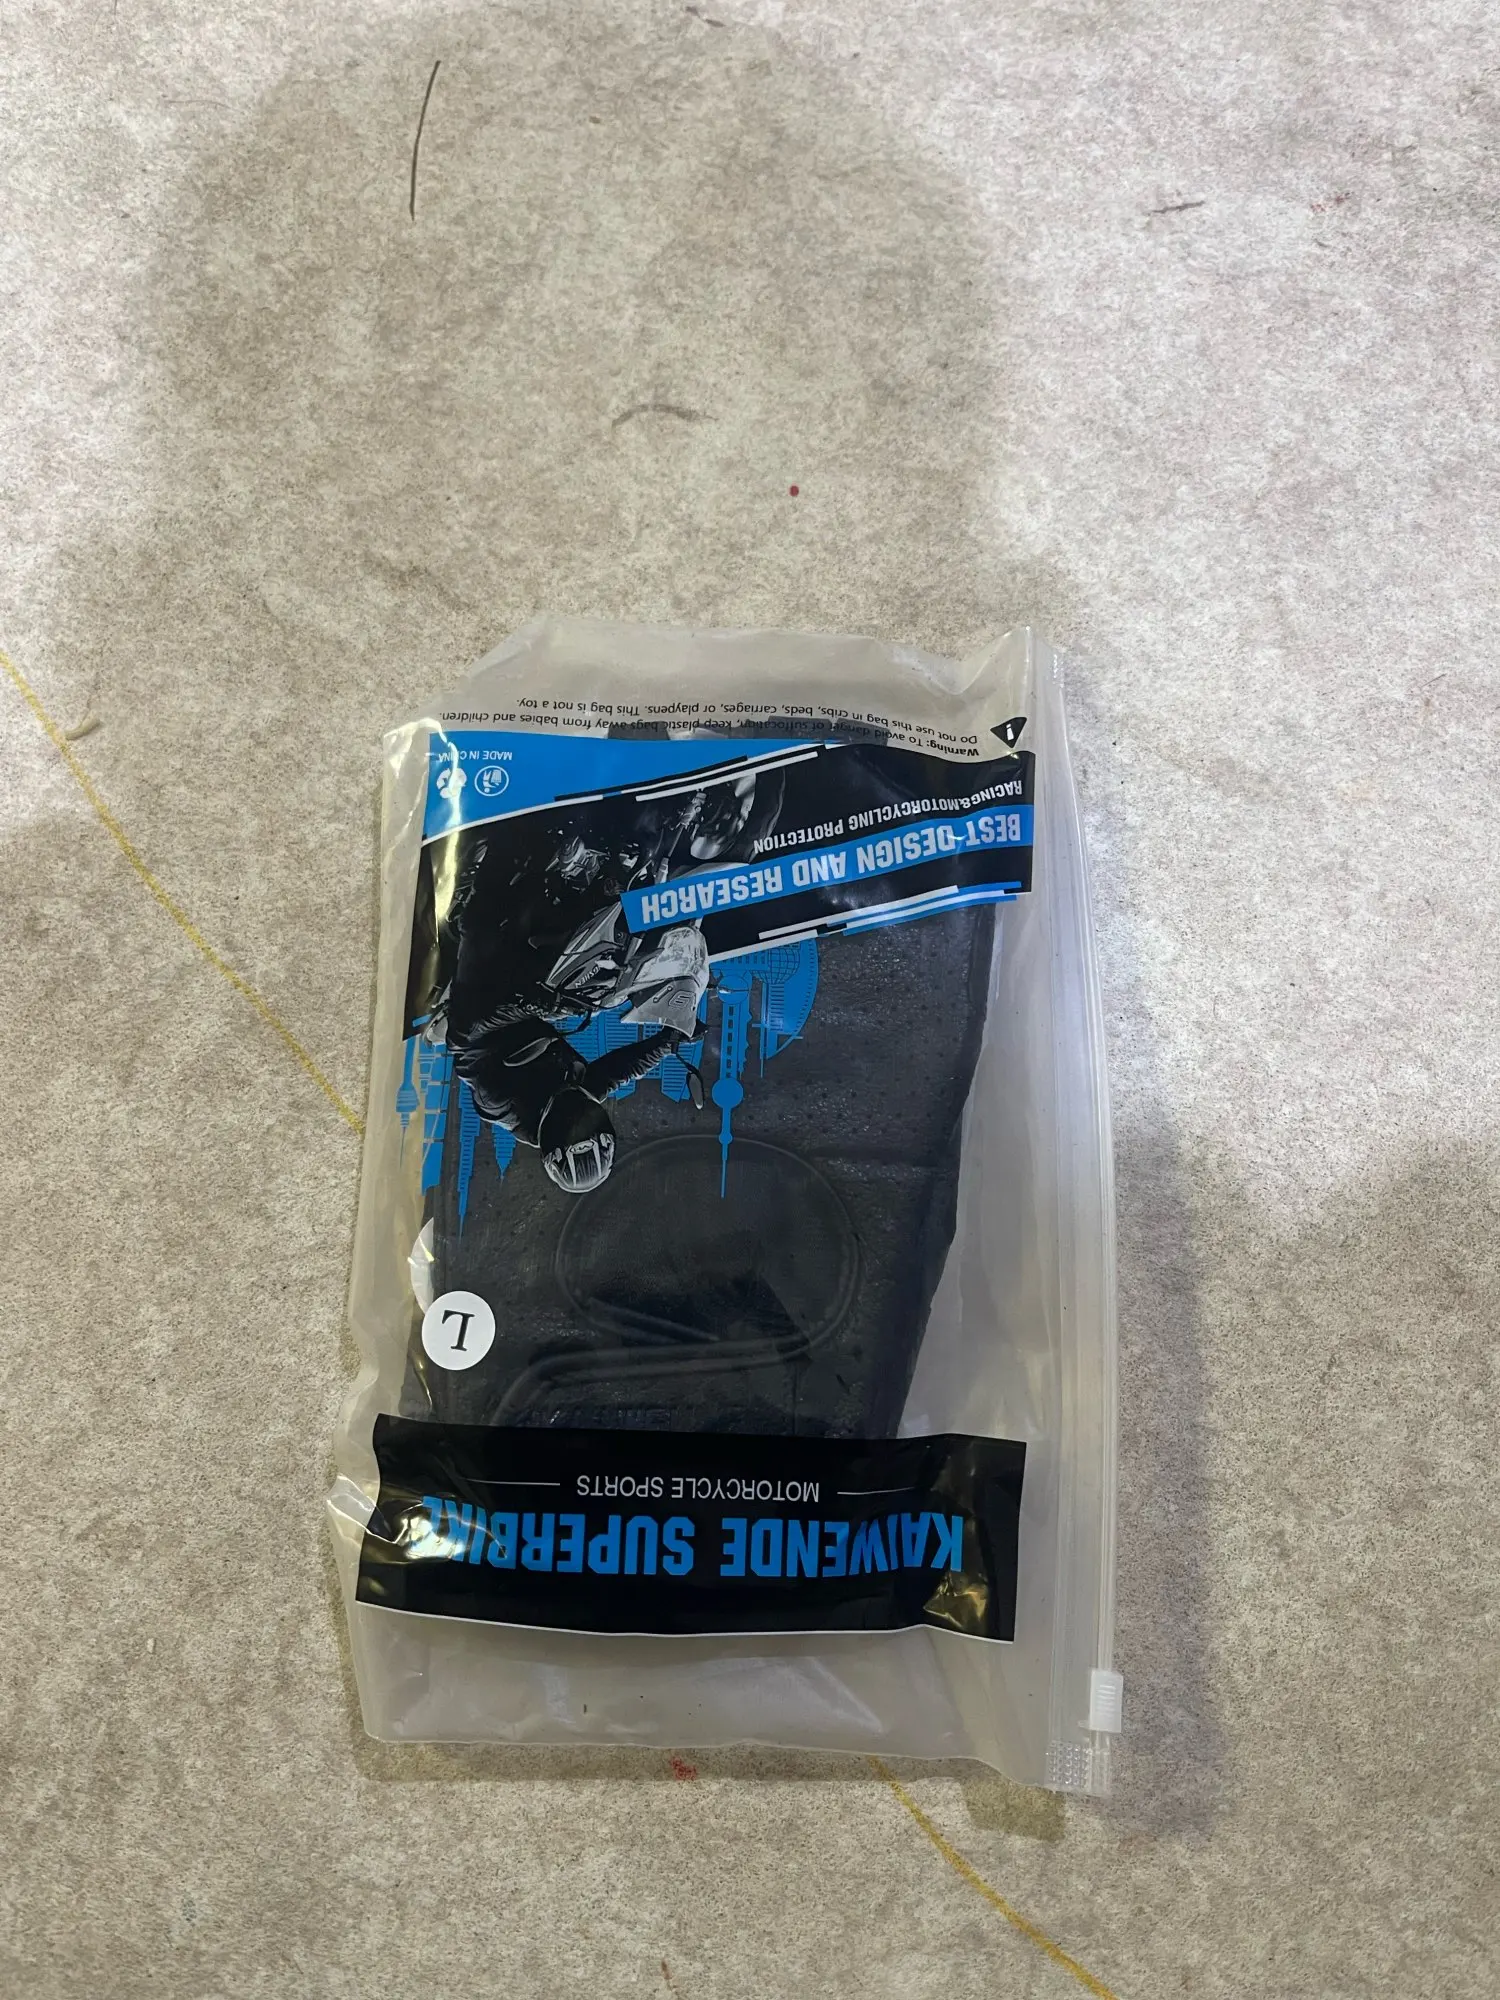 KAIWENDE SUPERBIKE
MOTORCYCLE SPORTS
L
BEST DESIGN AND RESEARCH
RACING&MOTORCYCLING PROTECTION
MADE IN CHINA
Warning: To avoid danger of suffocation, keep plastic bags away from babies and children.
Do not use this bag in cribs, beds, carriages, or playpens. This bag is not a toy.